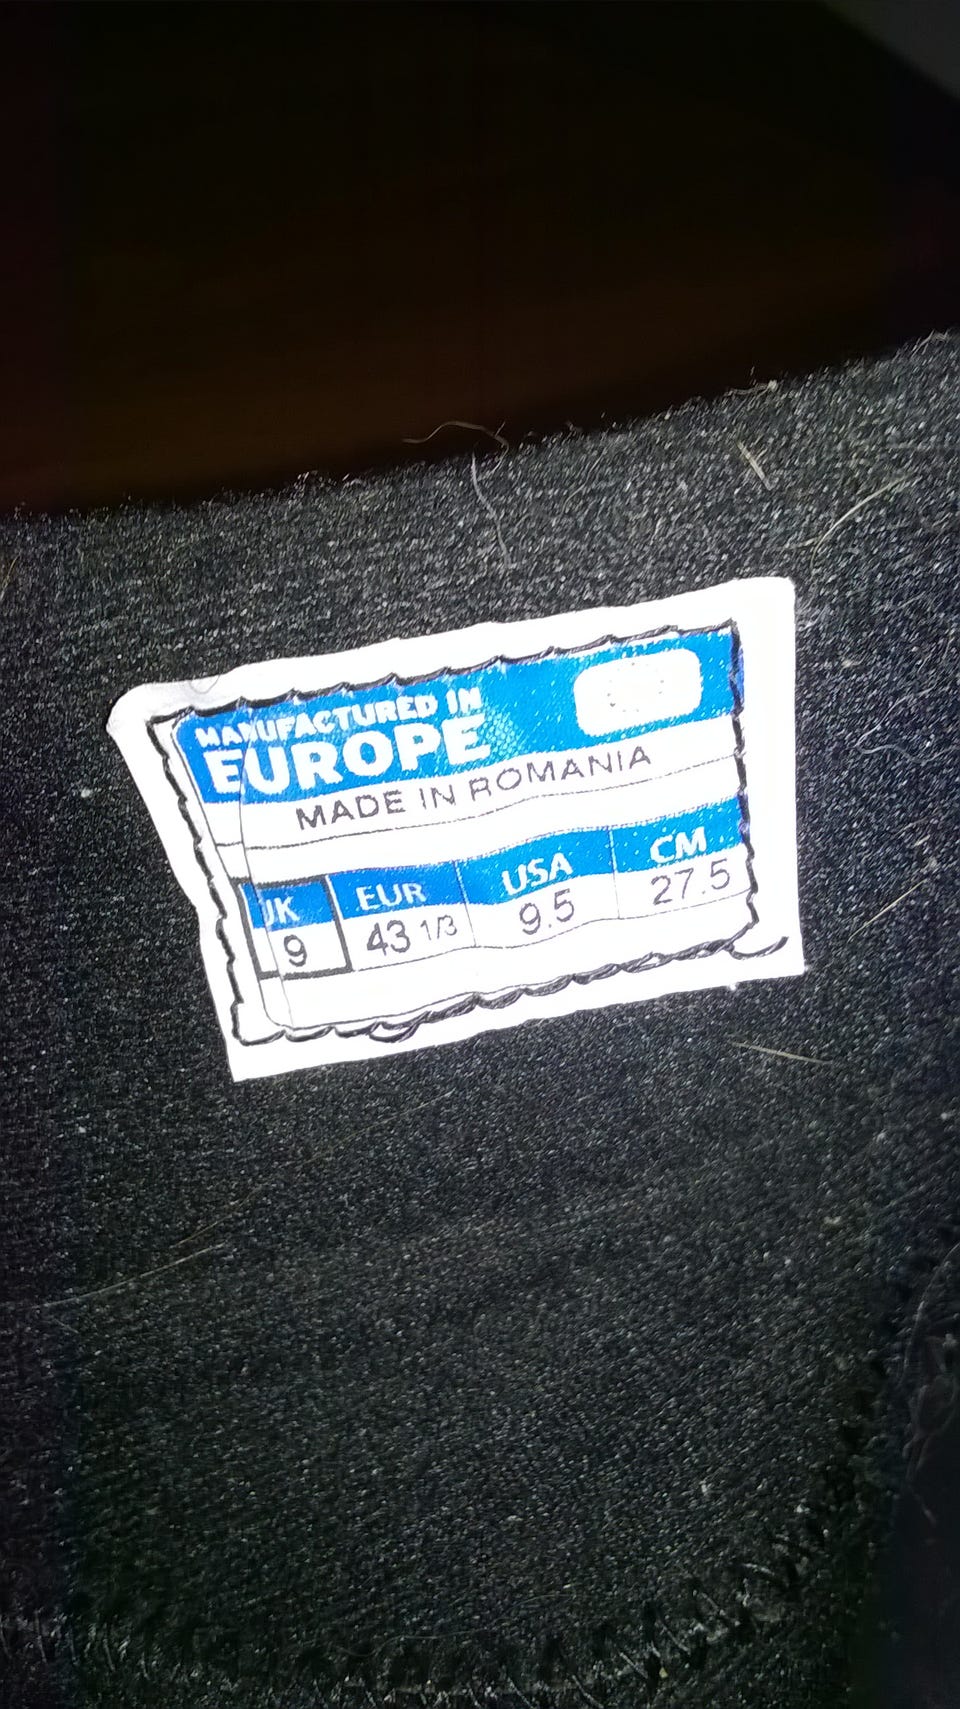 MANUFACTURED IN
EUROPE
MADE IN ROMANIA
UK EUR USA CM
9 43 1/3 9.5 27.5